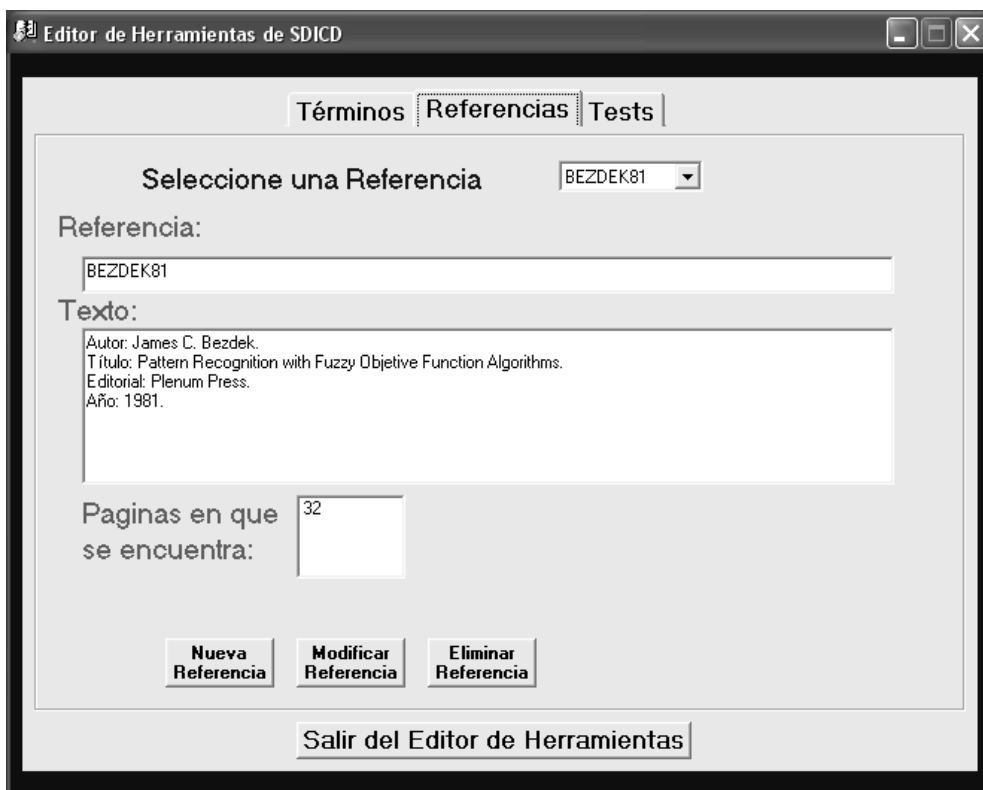 Editor de Herramientas de SDICD
Términos Referencias Tests
Seleccione una Referencia BEZDEK81
Referencia:
BEZDEK81
Texto:
Autor: James C. Bezdek.
Título: Pattern Recognition with Fuzzy Objetive Function Algorithms.
Editorial: Plenum Press.
Año: 1981.
Paginas en que
se encuentra:
32
Nueva
Referencia
Modificar
Referencia
Eliminar
Referencia
Salir del Editor de Herramientas